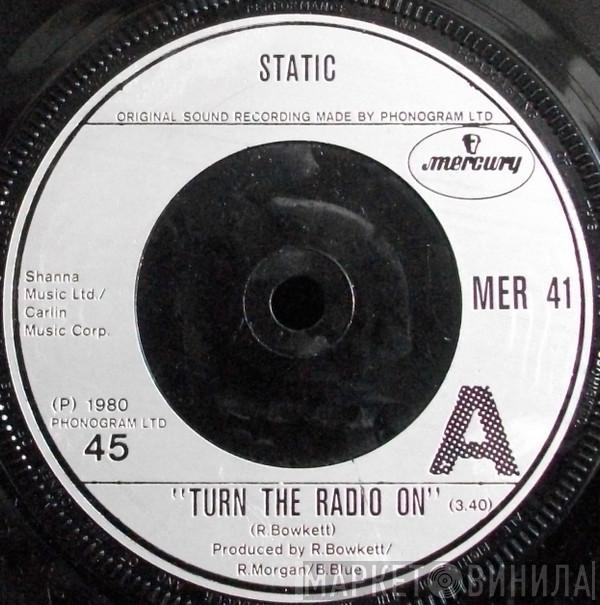 STATIC
ORIGINAL SOUND RECORDING MADE BY PHONOGRAM LTD
mercury
Shanna
Music Ltd./
Carlin
Music Corp.
MER 41
(P) 1980
PHONOGRAM LTD
45
A
"TURN THE RADIO ON" (3.40)
(R.Bowkett)
Produced by R.Bowkett/
R.Morgan/B.Blue
МАРКЕТ ВИНИЛА